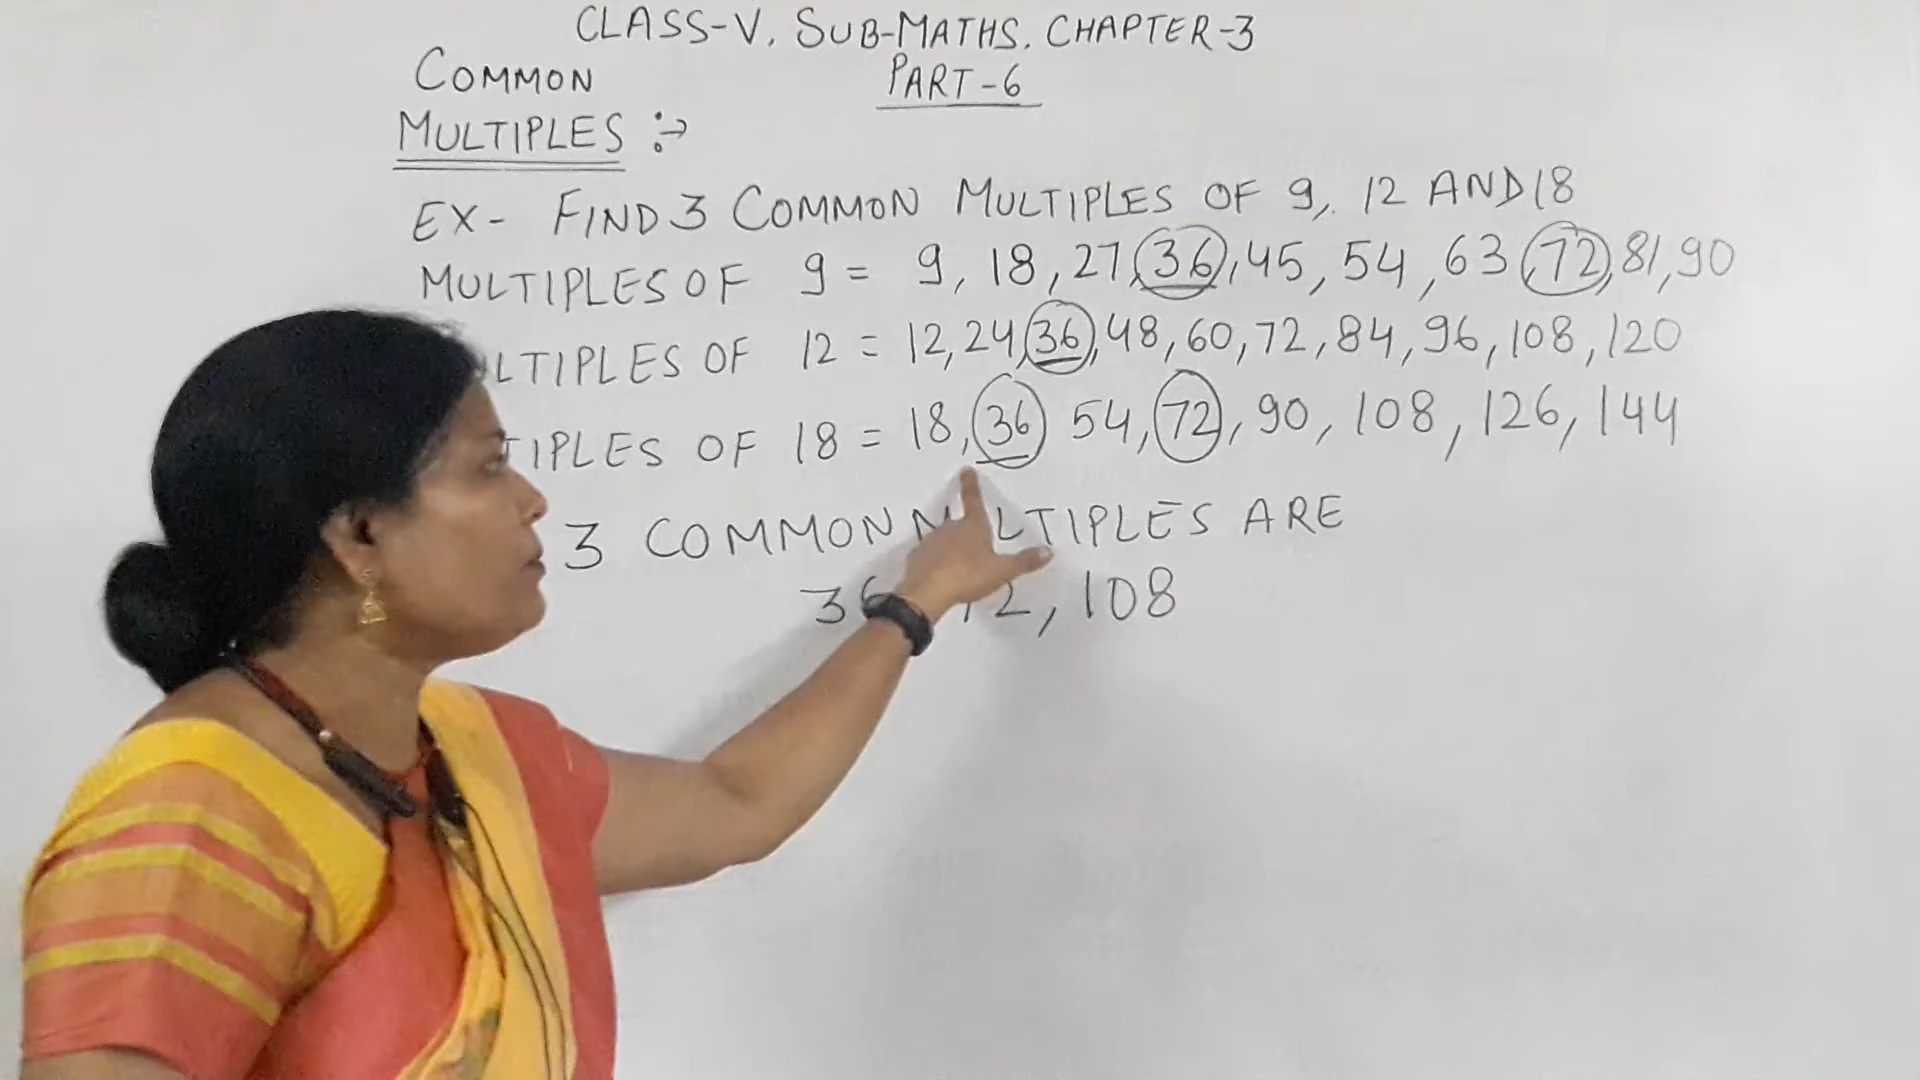 CLASS-V. SUB-MATHS. CHAPTER-3
PART-6
COMMON
MULTIPLES :→
EX- FIND 3 COMMON MULTIPLES OF 9, 12 AND 18
MULTIPLES OF 9 = 9, 18, 27, 36, 45, 54, 63, 72, 81, 90
LTIPLES OF 12 = 12, 24, 36, 48, 60, 72, 84, 96, 108, 120
TIPLES OF 18 = 18, 36 54, 72, 90, 108, 126, 144
3 COMMON M LTIPLES ARE
36 72, 108